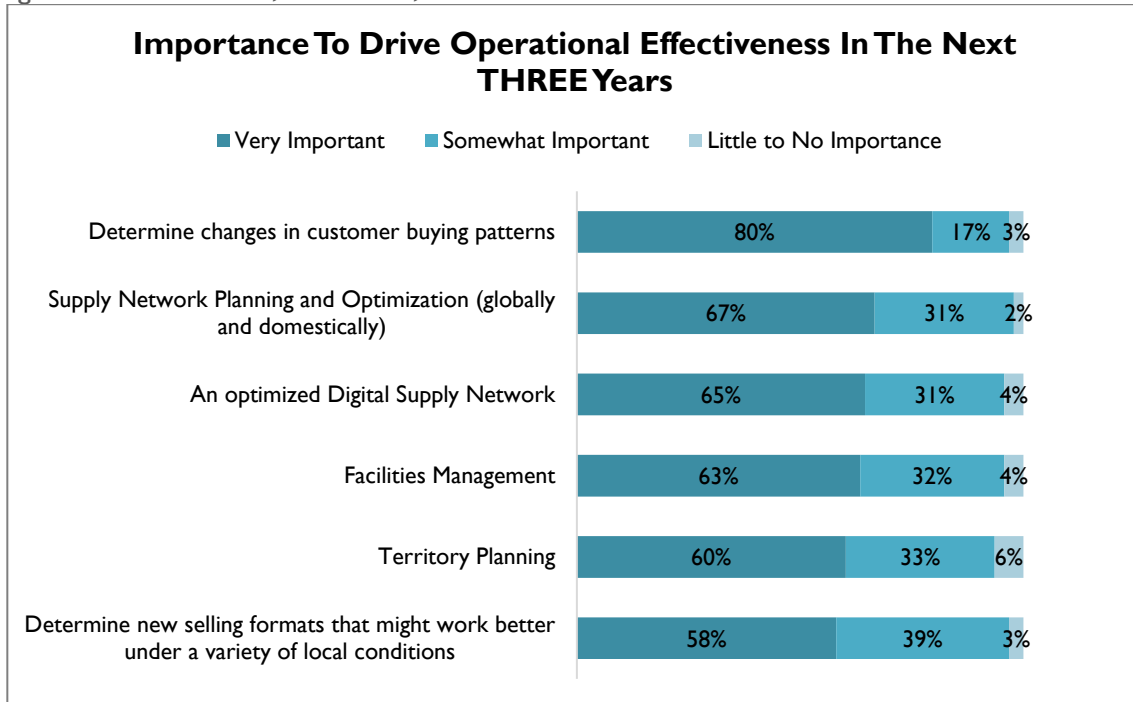 Importance To Drive Operational Effectiveness In The Next
THREE Years
Very Important Somewhat Important Little to No Importance
Determine changes in customer buying patterns 80% 17% 3%
Supply Network Planning and Optimization (globally
and domestically) 67% 31% 2%
An optimized Digital Supply Network 65% 31% 4%
Facilities Management 63% 32% 4%
Territory Planning 60% 33% 6%
Determine new selling formats that might work better
under a variety of local conditions 58% 39% 3%